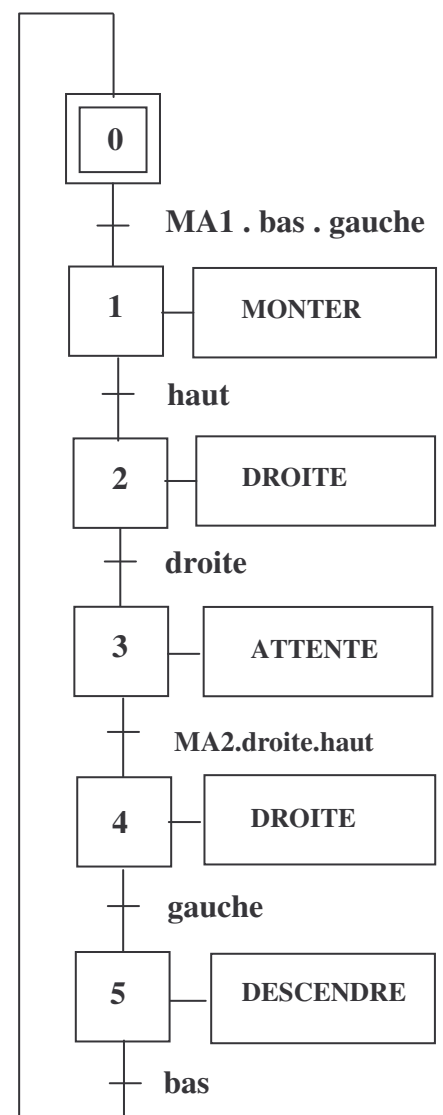 0
MA1 . bas . gauche
1 MONTER
haut
2 DROITE
droite
3 ATTENTE
MA2.droite.haut
4 DROITE
gauche
5 DESCENDRE
bas